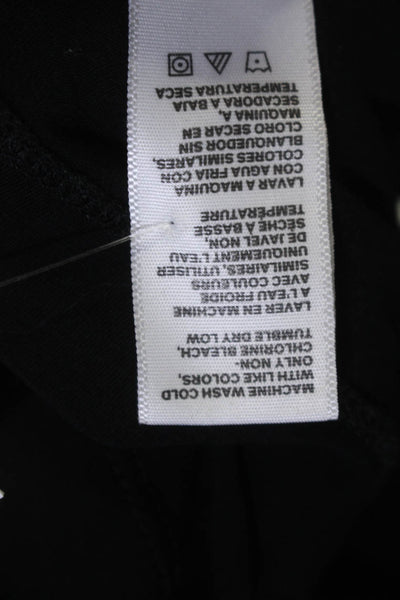 MACHINE WASH COLD
WITH LIKE COLORS,
ONLY NON-
CHLORINE BLEACH,
TUMBLE DRY LOW
LAVER EN MACHINE
A L'EAU FROIDE
AVEC COULEURS
SIMILAIRES, UTILISER
UNIQUEMENT L'EAU
DE JAVEL NON,
SÈCHE À BASSE
TEMPÉRATURE
LAVAR A MAQUINA
CON AGUA FRIA CON
COLORES SIMILARES,
BLANQUEDOR SIN
CLORO SECAR EN
MAQUINA, A
SECADORA A BAJA
TEMPERATURA SECA